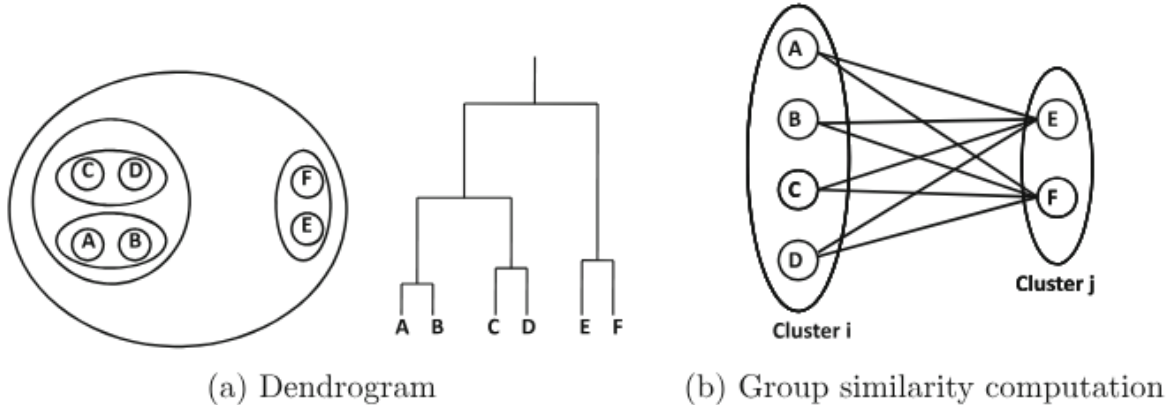 C D
A B
F
E
A B C D E F
(a) Dendrogram
A
B
C
D
Cluster i
E
F
Cluster j
(b) Group similarity computation